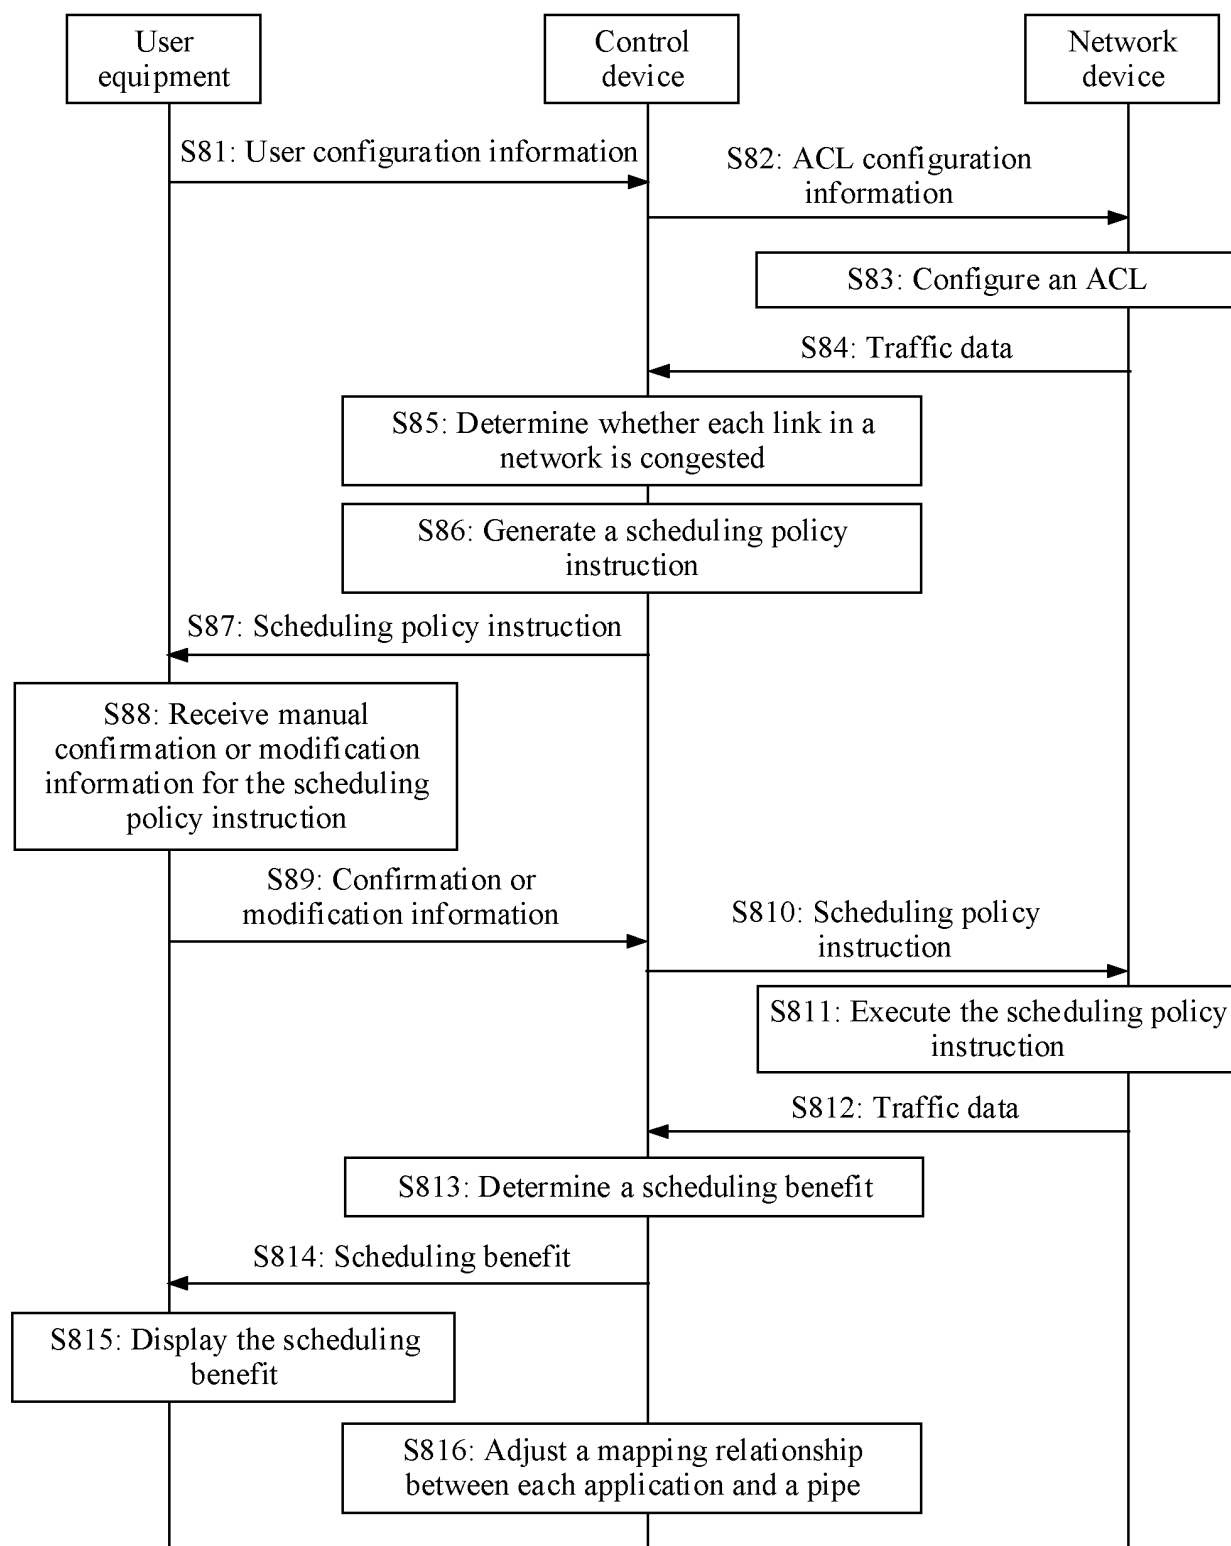 User
equipment
Control
device
Network
device
S81: User configuration information
S82: ACL configuration
information
S83: Configure an ACL
S84: Traffic data
S85: Determine whether each link in a
network is congested
S86: Generate a scheduling policy
instruction
S87: Scheduling policy instruction
S88: Receive manual
confirmation or modification
information for the scheduling
policy instruction
S89: Confirmation or
modification information
S810: Scheduling policy
instruction
S811: Execute the scheduling policy
instruction
S812: Traffic data
S813: Determine a scheduling benefit
S814: Scheduling benefit
S815: Display the scheduling
benefit
S816: Adjust a mapping relationship
between each application and a pipe